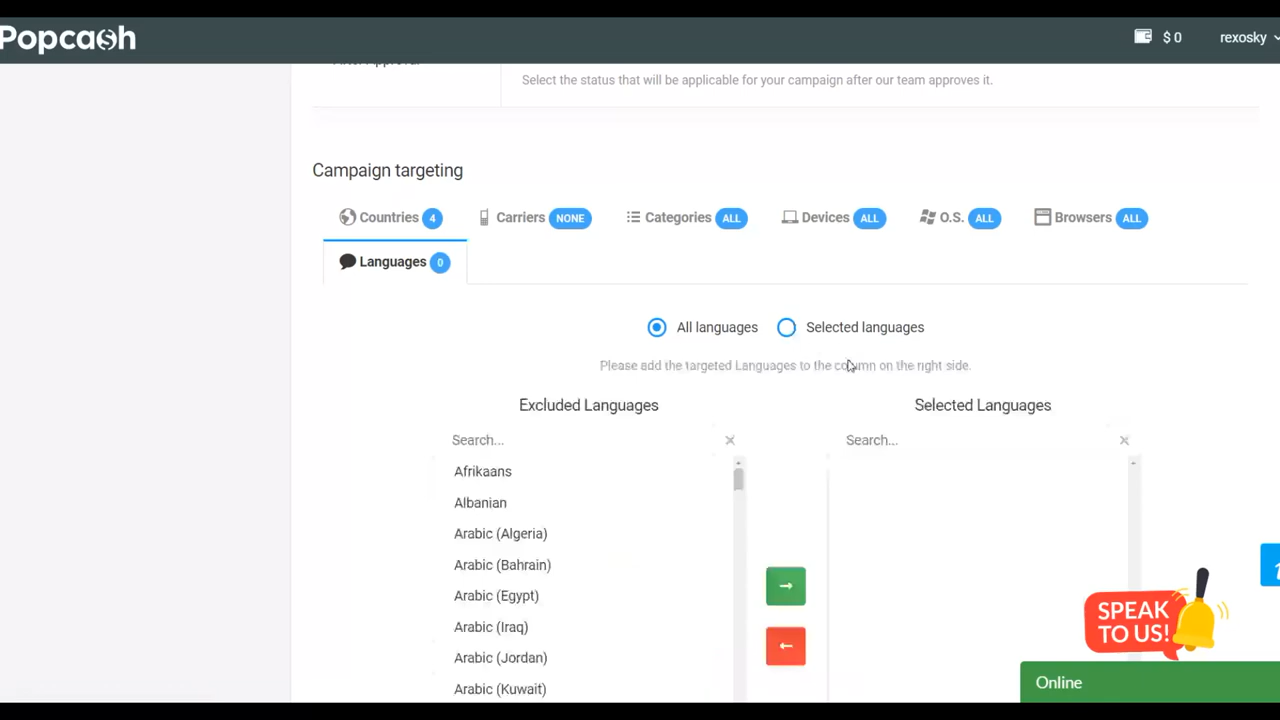 Popcash
$ 0
rexosky
After Approval
Select the status that will be applicable for your campaign after our team approves it.
Campaign targeting
Countries 4
Carriers NONE
Categories ALL
Devices ALL
O.S. ALL
Browsers ALL
Languages 0
All languages
Selected languages
Please add the targeted Languages to the column on the right side.
Excluded Languages
Selected Languages
Search...
Search...
Afrikaans
Albanian
Arabic (Algeria)
Arabic (Bahrain)
Arabic (Egypt)
Arabic (Iraq)
Arabic (Jordan)
Arabic (Kuwait)
SPEAK
TO US!
Online